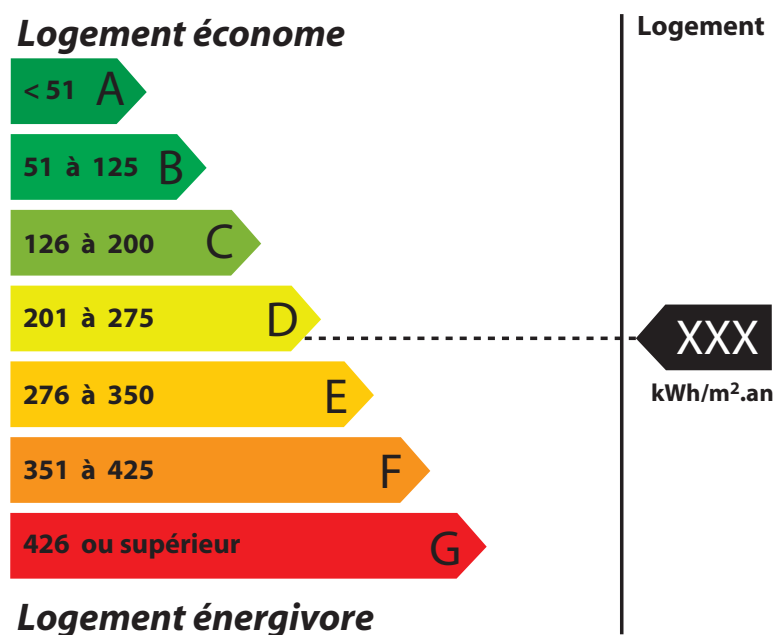 Logement économe
Logement
< 51 A
51 à 125 B
126 à 200 C
201 à 275 D
XXX
kWh/m².an
276 à 350 E
351 à 425 F
426 ou supérieur G
Logement énergivore